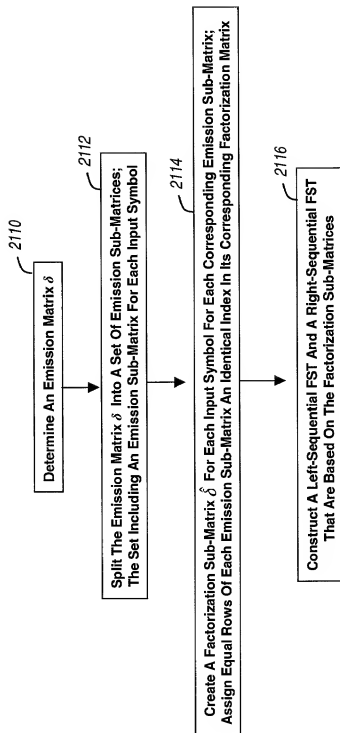 2110
Determine An Emission Matrix δ
2112
Split The Emission Matrix δ Into A Set Of Emission Sub-Matrices;
The Set Including An Emission Sub-Matrix For Each Input Symbol
2114
Create A Factorization Sub-Matrix δ̂ For Each Input Symbol For Each Corresponding Emission Sub-Matrix;
Assign Equal Rows Of Each Emission Sub-Matrix An Identical Index In Its Corresponding Factorization Matrix
2116
Construct A Left-Sequential FST And A Right-Sequential FST
That Are Based On The Factorization Sub-Matrices